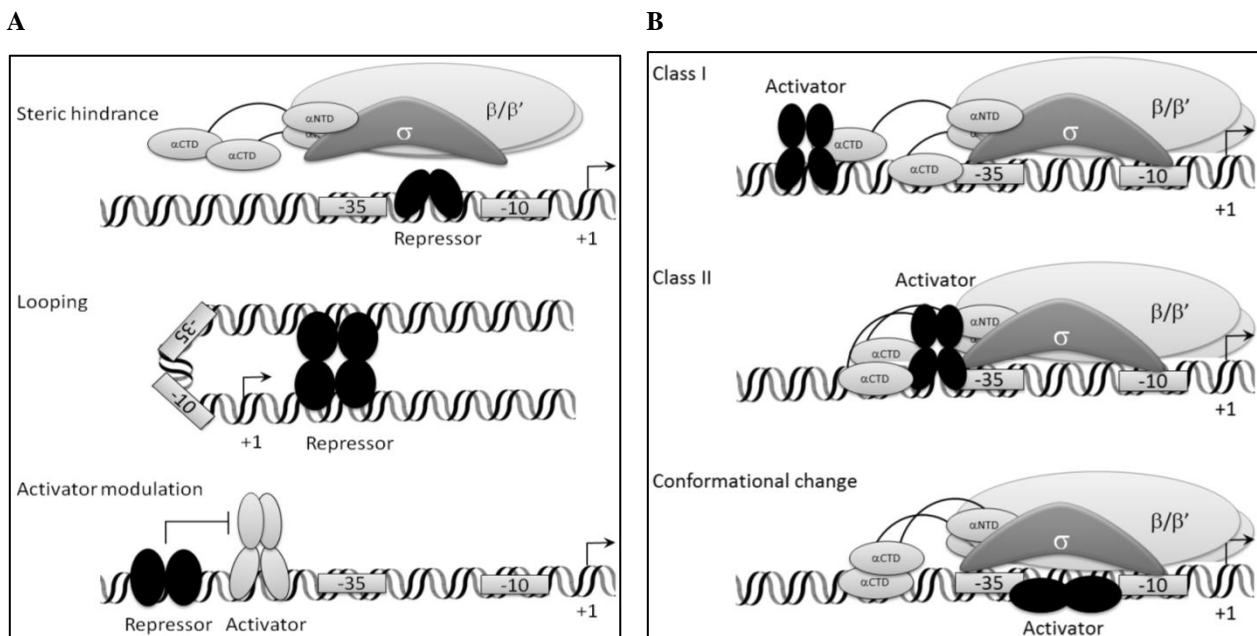 A
Steric hindrance
β/β’
αNTD
σ
αCTD
αCTD
-35
-10
Repressor
+1
Looping
-35
-10
+1
Repressor
Activator modulation
-35
-10
+1
Repressor
Activator
B
Class I
Activator
β/β’
αNTD
σ
αCTD
αCTD
-35
-10
+1
Class II
Activator
β/β’
αNTD
σ
αCTD
αCTD
-35
-10
+1
Conformational change
β/β’
αNTD
σ
αCTD
αCTD
-35
-10
+1
Activator